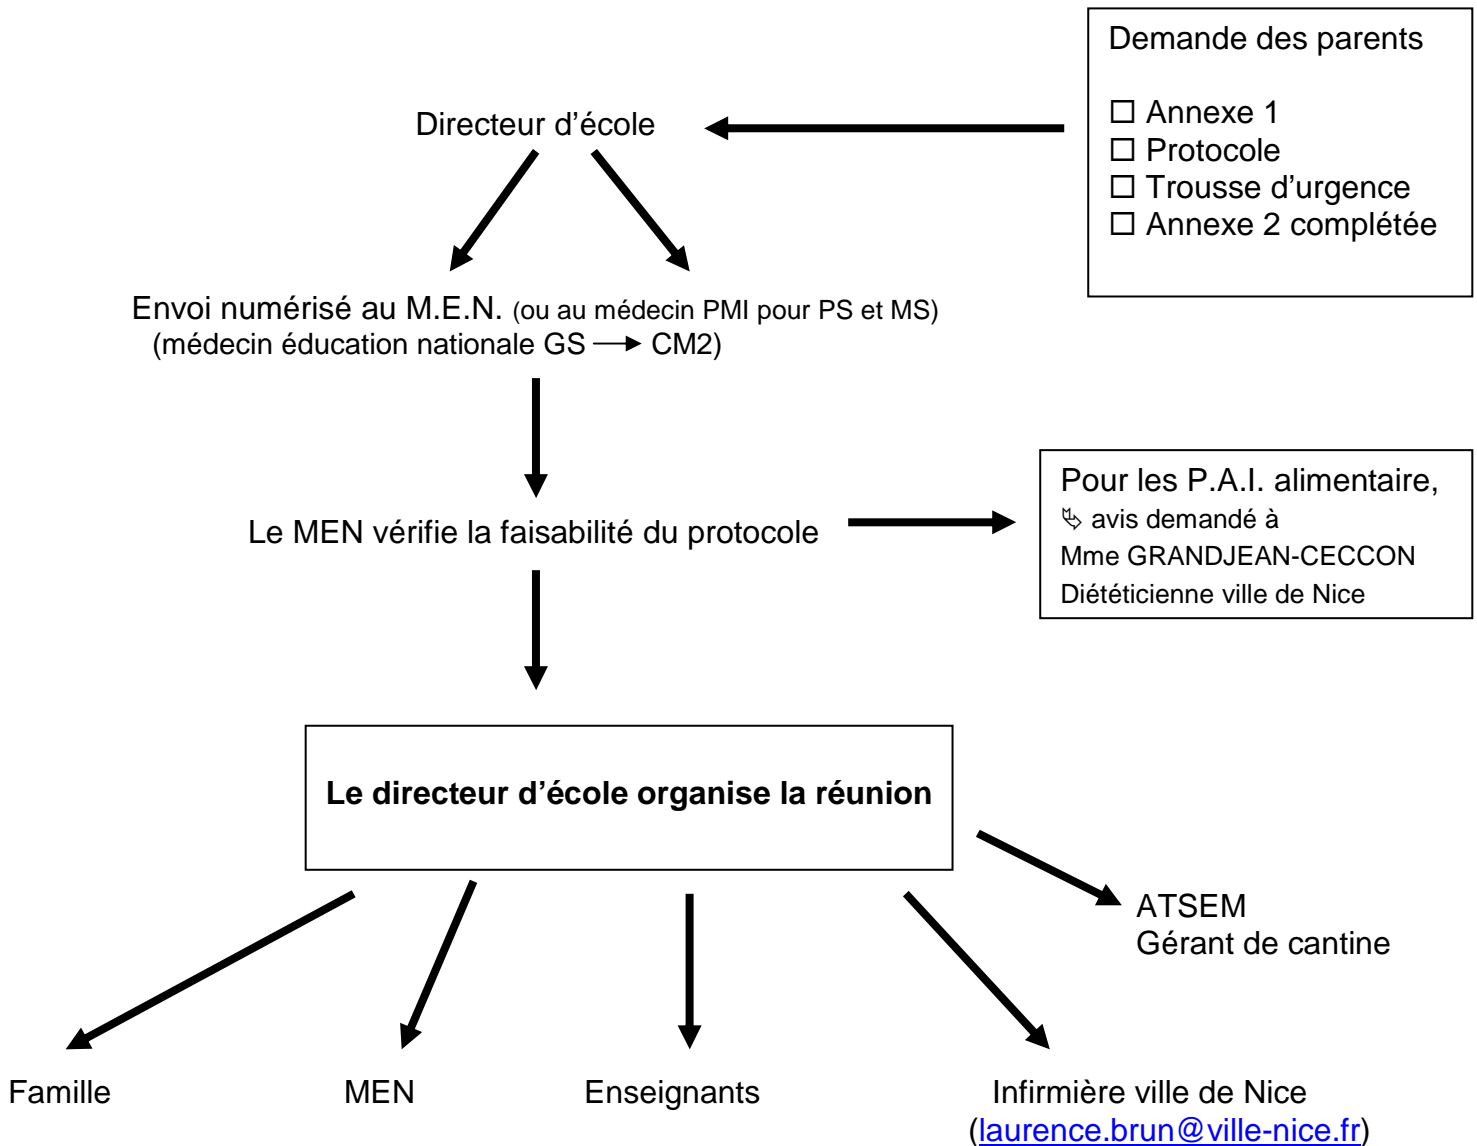 Demande des parents
☐ Annexe 1
☐ Protocole
☐ Trousse d'urgence
☐ Annexe 2 complétée
Directeur d'école
Envoi numérisé au M.E.N. (ou au médecin PMI pour PS et MS)
(médecin éducation nationale GS → CM2)
Le MEN vérifie la faisabilité du protocole
Pour les P.A.I. alimentaire,
↳ avis demandé à
Mme GRANDJEAN-CECCON
Diététicienne ville de Nice
Le directeur d'école organise la réunion
ATSEM
Gérant de cantine
Famille
MEN
Enseignants
Infirmière ville de Nice
(laurence.brun@ville-nice.fr)